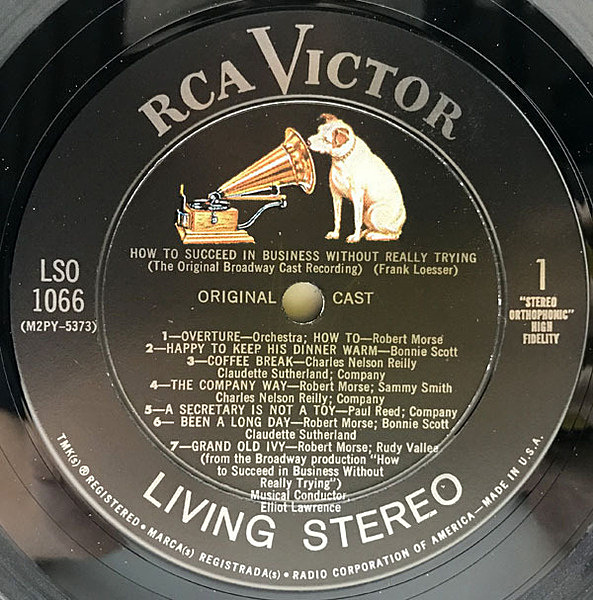 RCA VICTOR
HOW TO SUCCEED IN BUSINESS WITHOUT REALLY TRYING
(The Original Broadway Cast Recording) (Frank Loesser)
LSO
1066
(M2PY-5373)
ORIGINAL CAST
1
"STEREO
ORTHOPHONIC"
HIGH
FIDELITY
1—OVERTURE—Orchestra; HOW TO—Robert Morse
2—HAPPY TO KEEP HIS DINNER WARM—Bonnie Scott
3—COFFEE BREAK—Charles Nelson Reilly
Claudette Sutherland; Company
4—THE COMPANY WAY—Robert Morse; Sammy Smith
Charles Nelson Reilly; Company
5—A SECRETARY IS NOT A TOY—Paul Reed; Company
6— BEEN A LONG DAY—Robert Morse; Bonnie Scott
Claudette Sutherland
7—GRAND OLD IVY—Robert Morse; Rudy Vallee
(from the Broadway production "How
to Succeed in Business Without
Really Trying")
Musical Conductor,
Elliot Lawrence
LIVING STEREO
TMK(s) ® REGISTERED • MARCA(s) REGISTRADA(s) • RADIO CORPORATION OF AMERICA—MADE IN U.S.A.